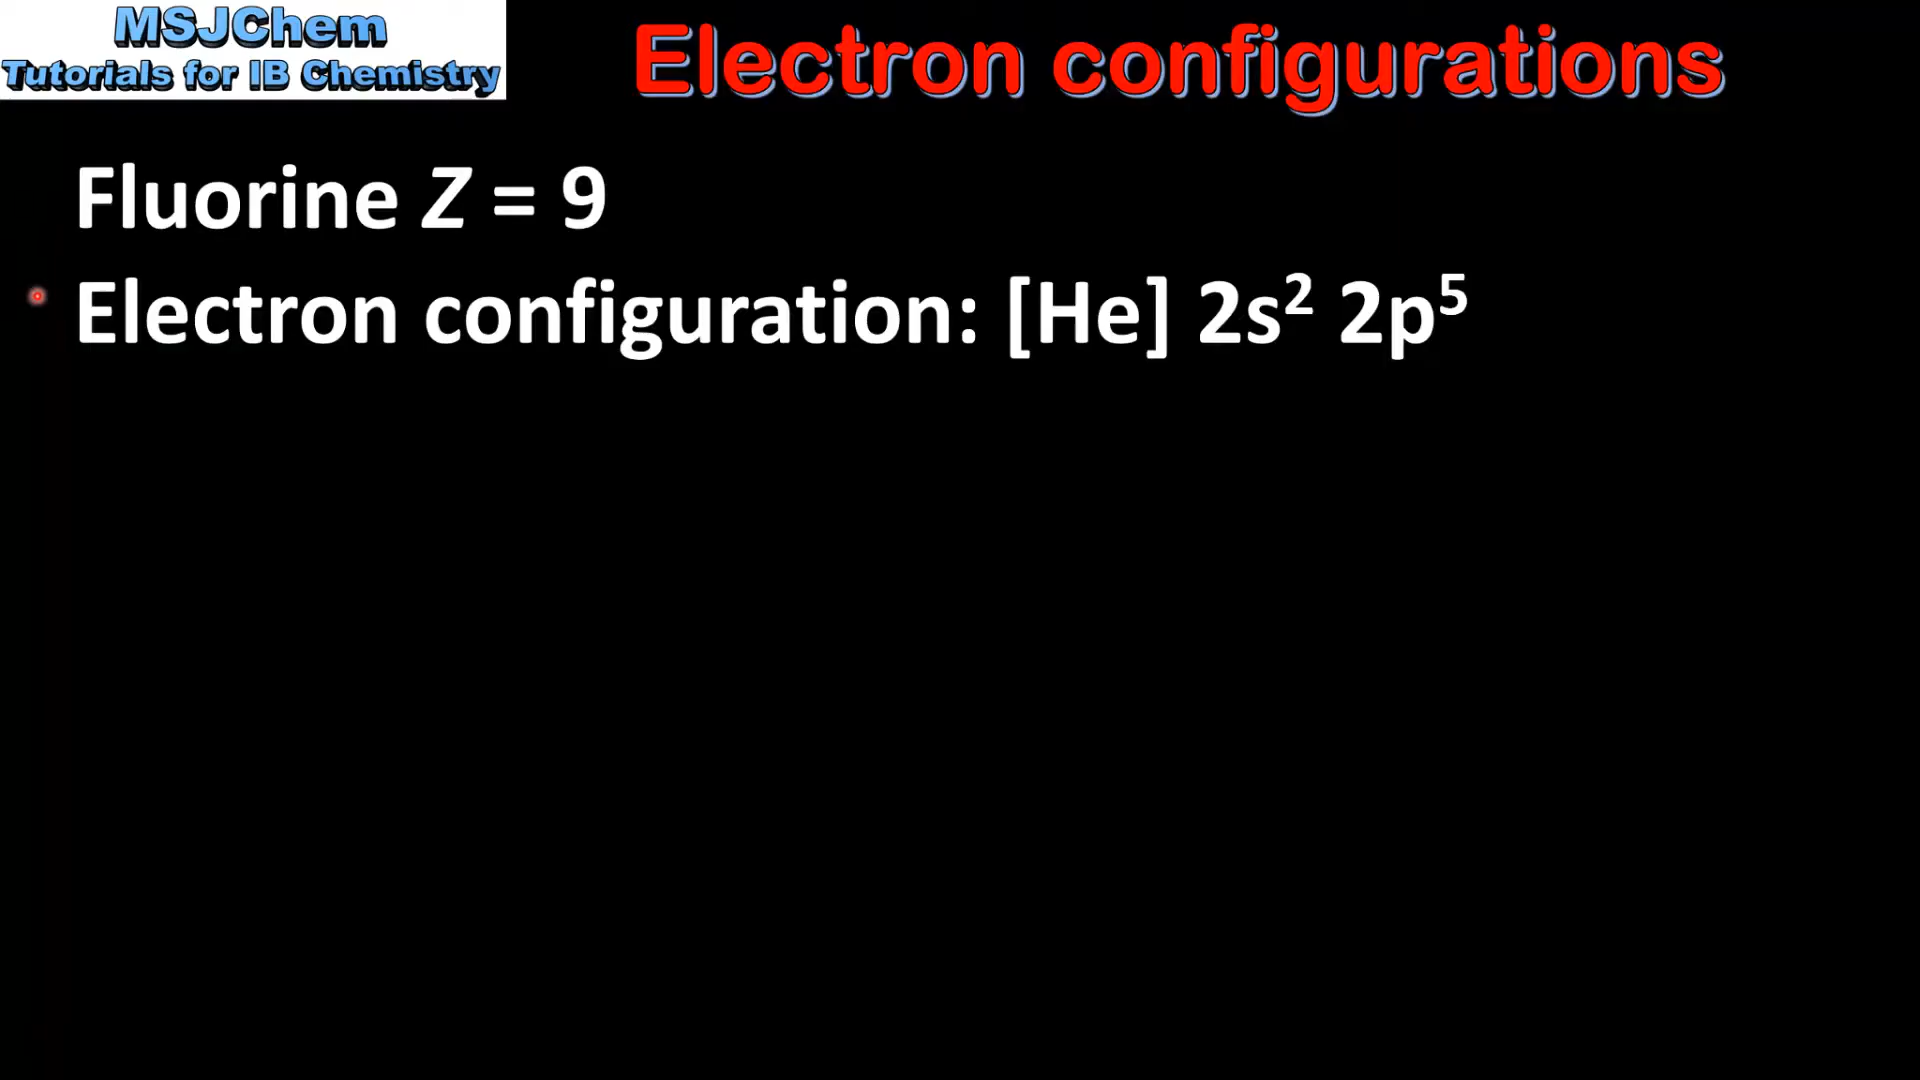 MSJChem
Tutorials for IB Chemistry
Electron configurations
Fluorine Z = 9
Electron configuration: [He] 2s² 2p⁵